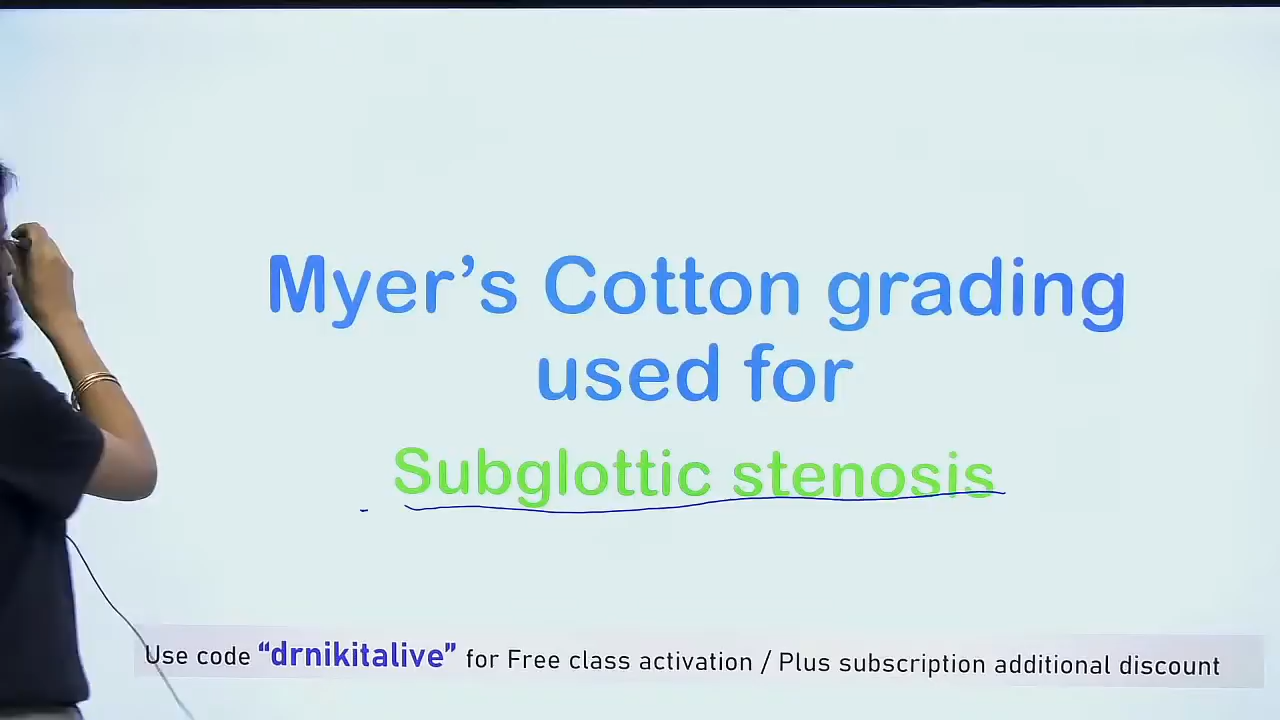 Myer’s Cotton grading
used for
Subglottic stenosis
Use code “drnikitalive” for Free class activation / Plus subscription additional discount